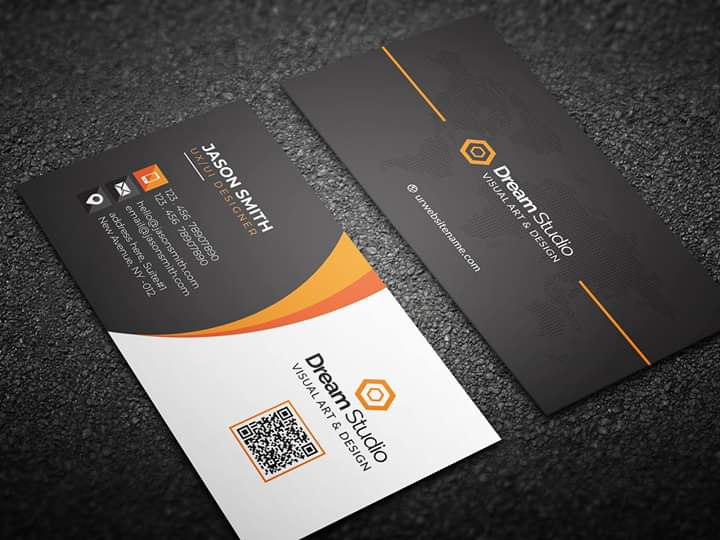 JASON SMITH
UX/UI DESIGNER
123 456 78907890
123 456 78907890
hello@jasonsmith.com
email@jasonsmith.com
address here, Suite#1
New Avenue, NY -012
Dream Studio
VISUAL ART & DESIGN
Dream Studio
VISUAL ART & DESIGN
urwebsitename.com